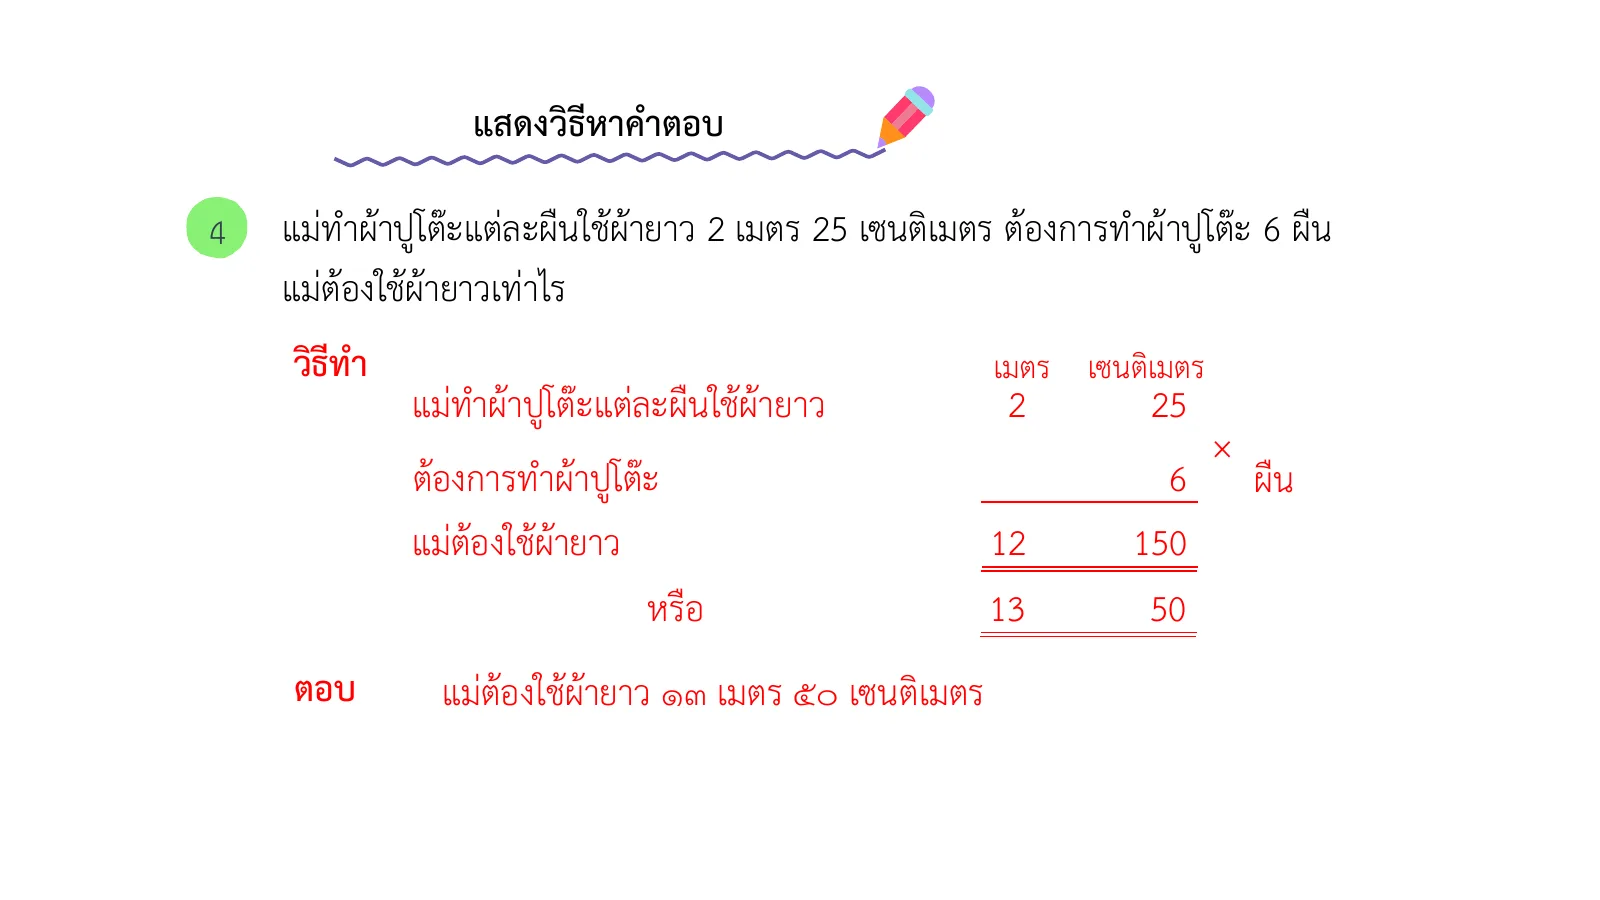 แสดงวิธีหาคำตอบ
4 แม่ทำผ้าปูโต๊ะแต่ละผืนใช้ผ้ายาว 2 เมตร 25 เซนติเมตร ต้องการทำผ้าปูโต๊ะ 6 ผืน
แม่ต้องใช้ผ้ายาวเท่าไร
วิธีทำ
เมตร เซนติเมตร
แม่ทำผ้าปูโต๊ะแต่ละผืนใช้ผ้ายาว 2 25
×
ต้องการทำผ้าปูโต๊ะ 6 ผืน
แม่ต้องใช้ผ้ายาว 12 150
หรือ 13 50
ตอบ แม่ต้องใช้ผ้ายาว ๑๓ เมตร ๕๐ เซนติเมตร